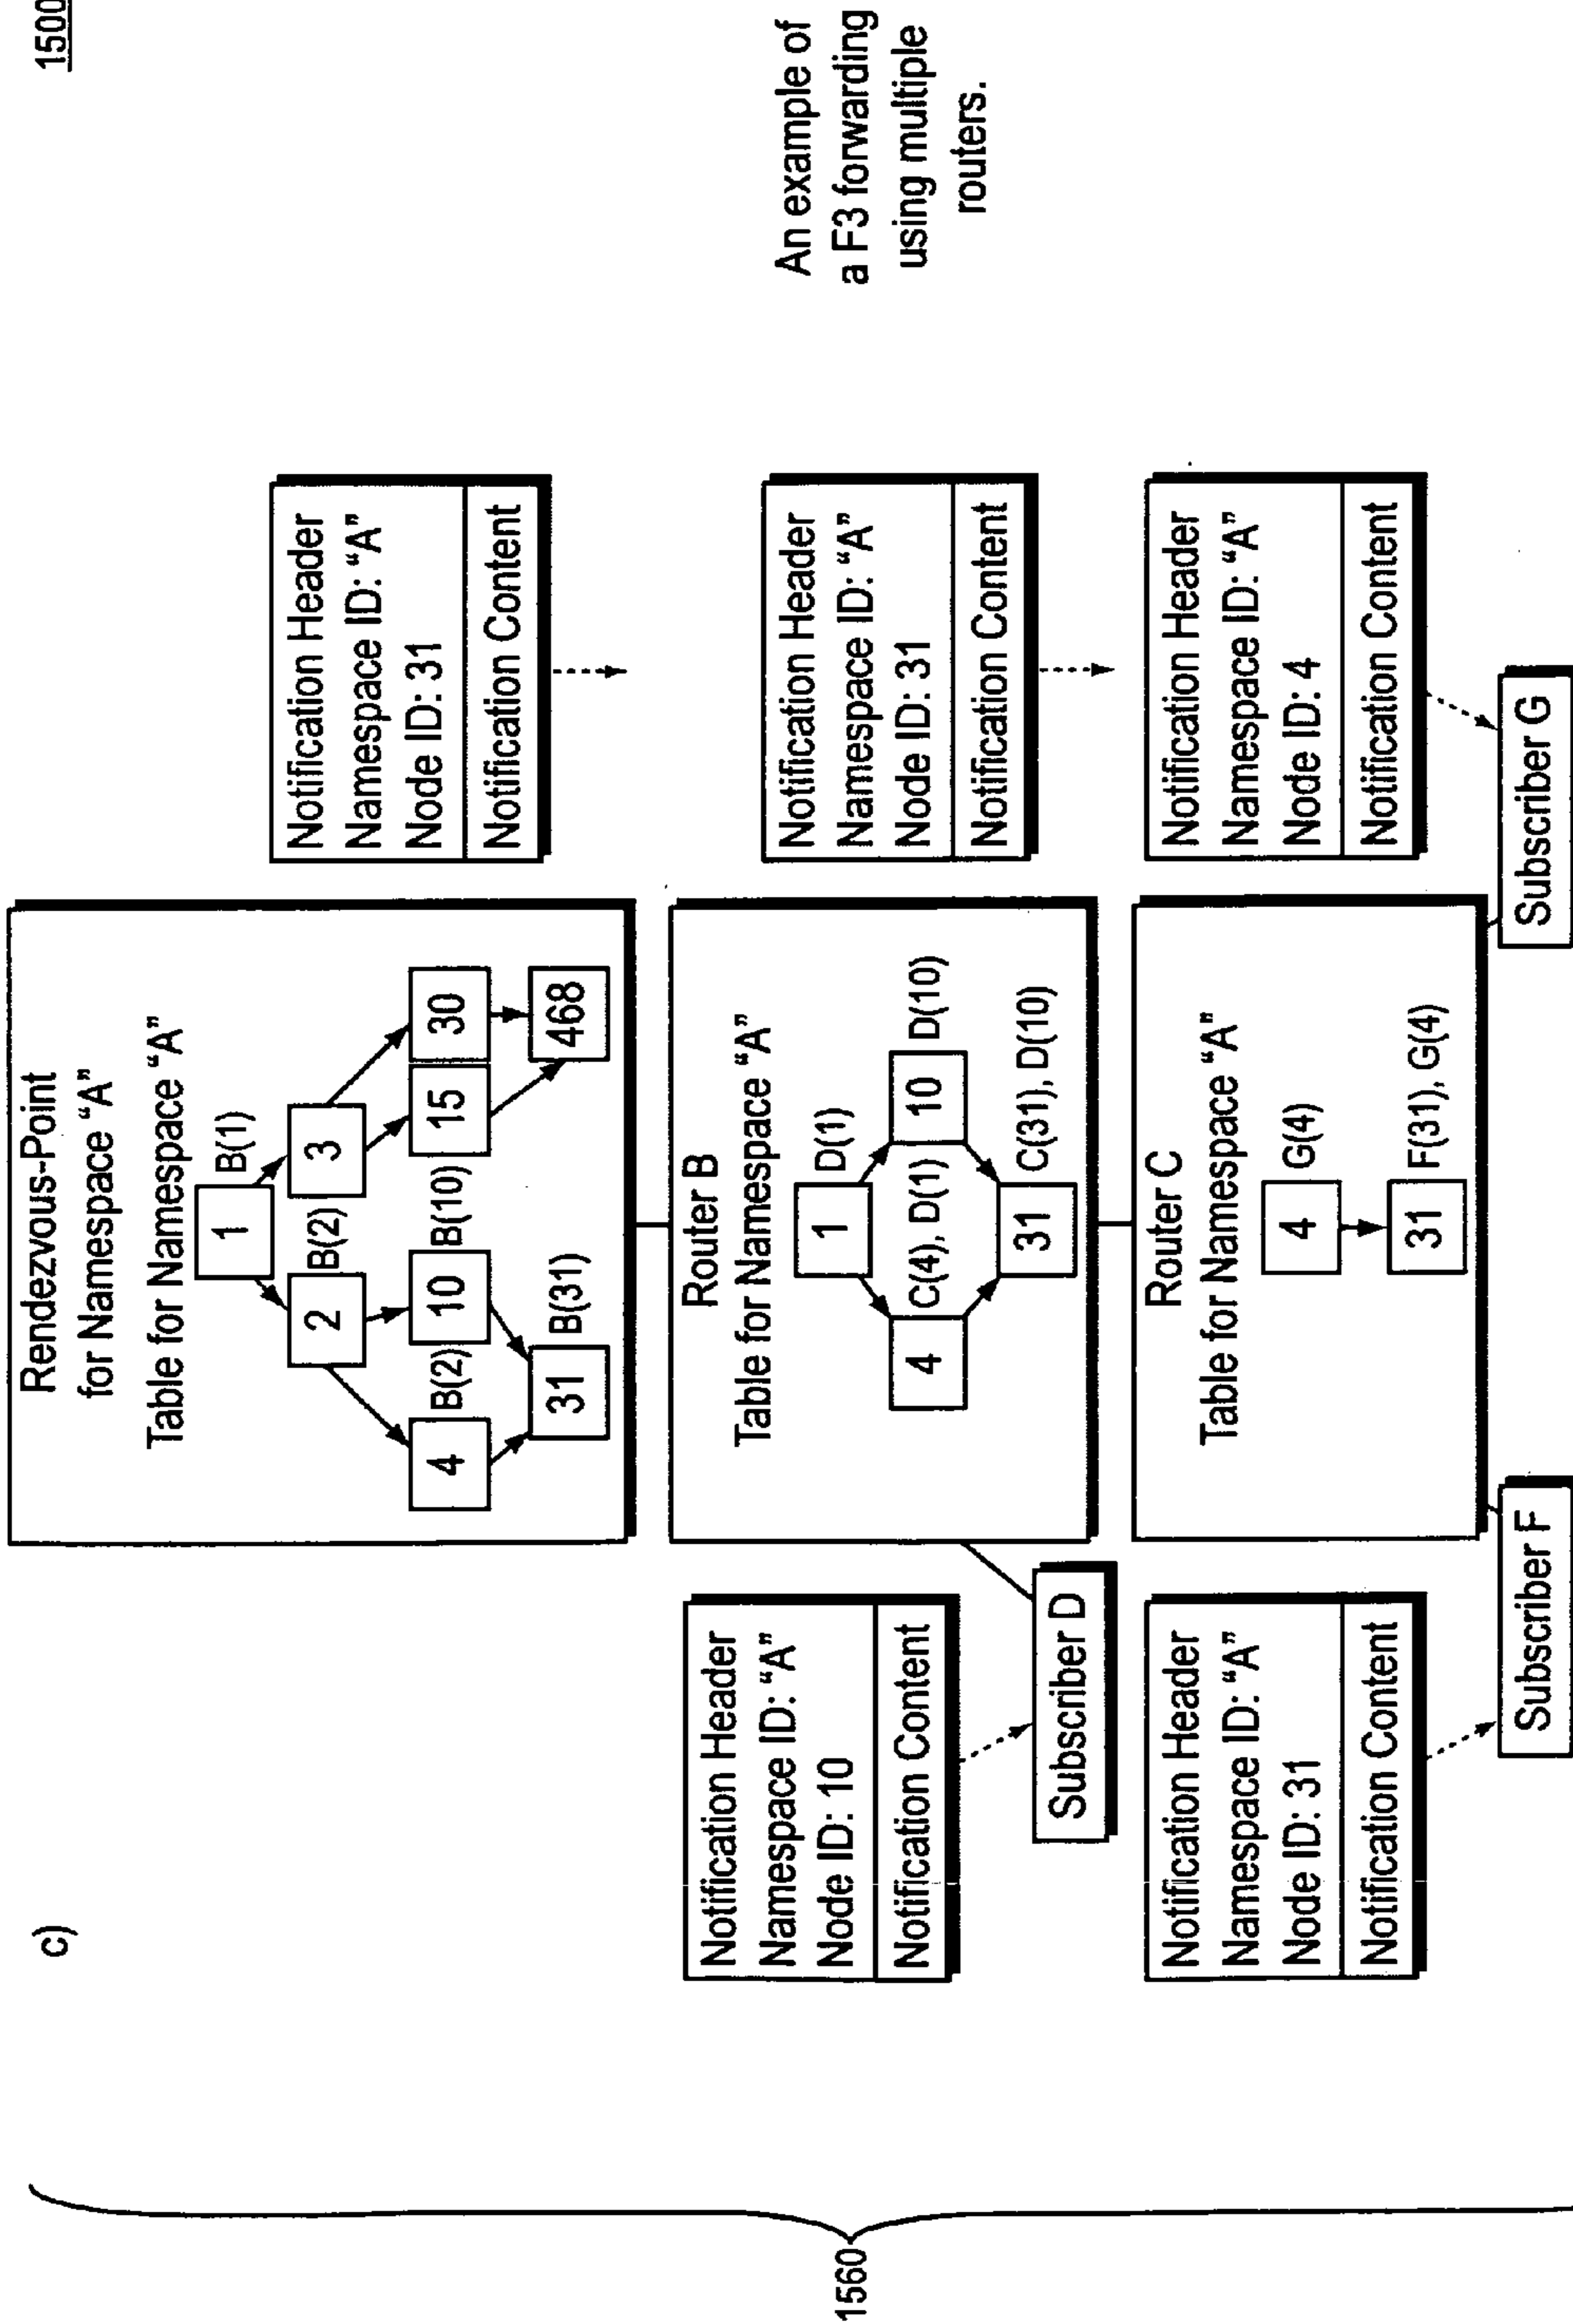 1500
c)
Rendezvous-Point
for Namespace "A"
Table for Namespace "A"
1 B(1)
2 B(2)
3
4 B(2)
10 B(10)
15
30
31 B(31)
468
Notification Header
Namespace ID: "A"
Node ID: 31
Notification Content
Router B
Table for Namespace "A"
1 D(1)
4 C(4), D(1)
10 D(10)
31 C(31), D(10)
Notification Header
Namespace ID: "A"
Node ID: 10
Notification Content
Subscriber D
Notification Header
Namespace ID: "A"
Node ID: 31
Notification Content
Router C
Table for Namespace "A"
4 G(4)
31 F(31), G(4)
Notification Header
Namespace ID: "A"
Node ID: 31
Notification Content
Subscriber F
Notification Header
Namespace ID: "A"
Node ID: 4
Notification Content
Subscriber G
An example of
a F3 forwarding
using multiple
routers.
1560